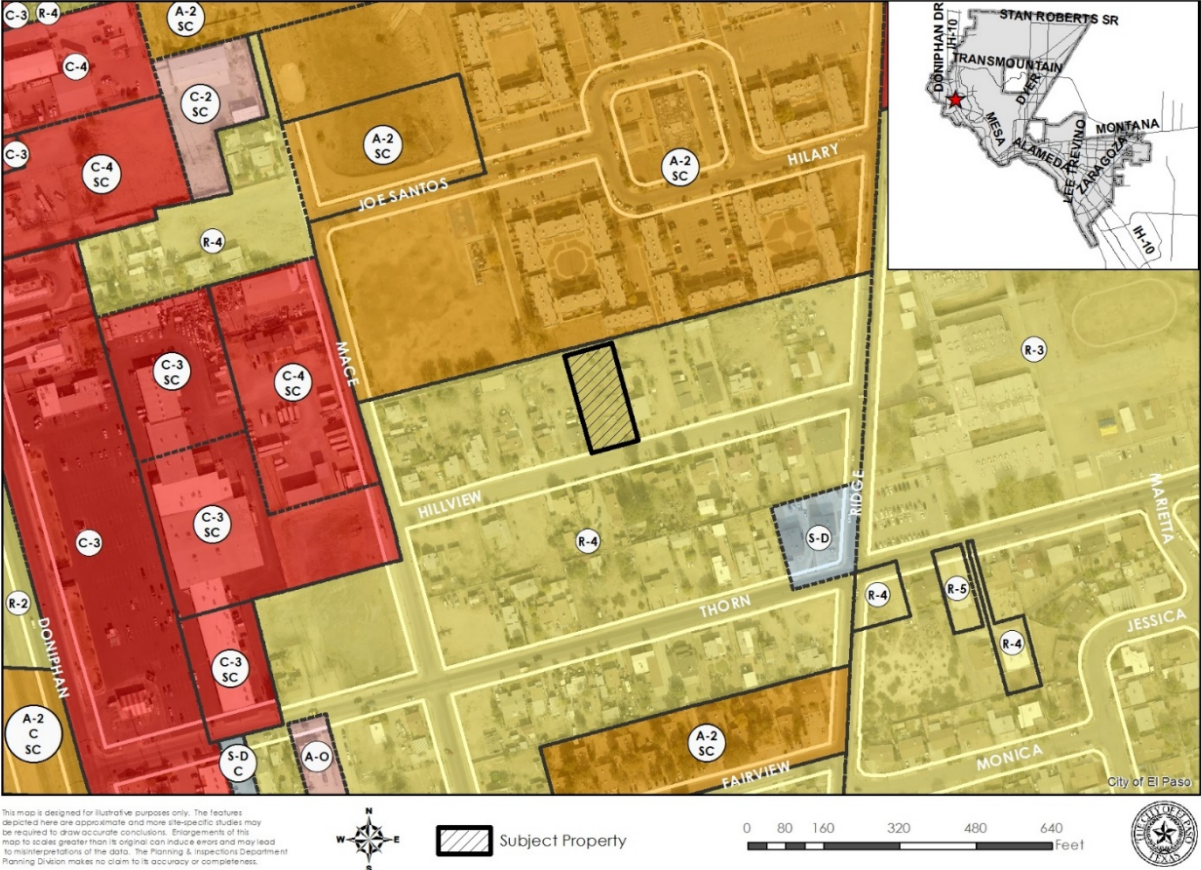 C-3
R-4
A-2
SC
C-4
C-2
SC
C-3
C-4
SC
A-2
SC
A-2
SC
HILARY
JOE SANTOS
R-4
MACE
C-3
SC
C-4
SC
R-3
HILLVIEW
RIDGE
MARIETTA
C-3
C-3
SC
R-4
S-D
R-2
DONIPHAN
THORN
R-4
R-5
R-4
JESSICA
C-3
SC
A-2
C
SC
S-D
C
A-O
A-2
SC
FAIRVIEW
MONICA
City of El Paso
DONIPHAN DR
IH-10
STAN ROBERTS SR
TRANSMOUNTAIN
DYER
MESA
MONTANA
ALAMEDA
LEE TREVINO
ZARAGOZA
IH-10
This map is designed for illustrative purposes only. The features
depicted here are approximate and more site-specific studies may
be required to draw accurate conclusions. Enlargements of this
map to scales greater than its original can induce errors and may lead
to misinterpretations of the data. The Planning & Inspections Department
Planning Division makes no claim to its accuracy or completeness.
N
W E
S
Subject Property
0 80 160 320 480 640
Feet
THE CITY OF EL PASO
TEXAS